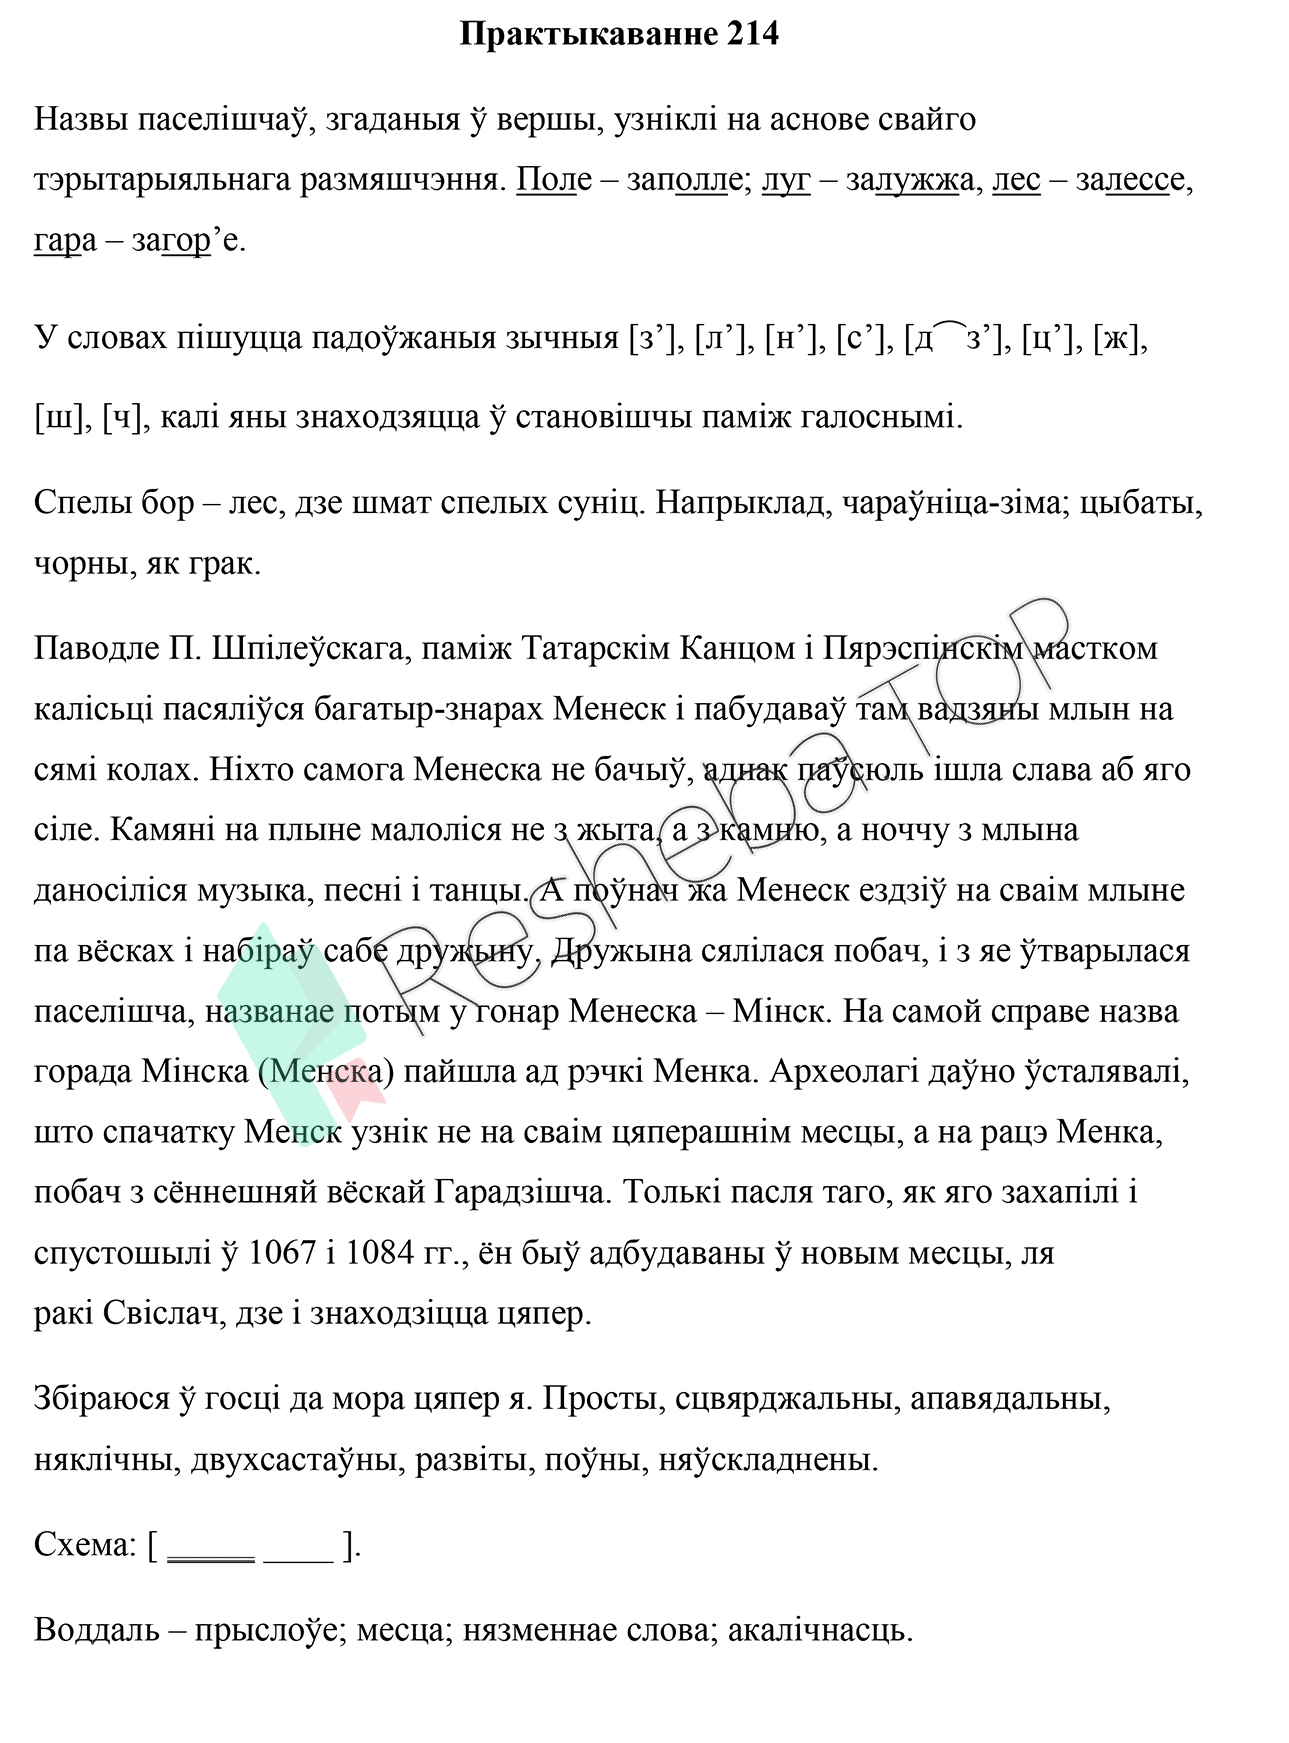 Практыкаванне 214
Назвы паселішчаў, згаданыя ў вершы, узніклі на аснове свайго
тэрытарыяльнага размяшчэння. Поле – заполле; луг – залужжа, лес – залессе,
гара – загор’е.
У словах пішуцца падоўжаныя зычныя [з’], [л’], [н’], [с’], [д⁀з’], [ц’], [ж],
[ш], [ч], калі яны знаходзяцца ў становішчы паміж галоснымі.
Спелы бор – лес, дзе шмат спелых суніц. Напрыклад, чараўніца-зіма; цыбаты,
чорны, як грак.
Паводле П. Шпілеўскага, паміж Татарскім Канцом і Пярэспінскім мастком
калісьці пасяліўся багатыр-знарах Менеск і пабудаваў там вадзяны млын на
сямі колах. Ніхто самога Менеска не бачыў, аднак паўсюль ішла слава аб яго
сіле. Камяні на плыне малоліся не з жыта, а з камню, а ноччу з млына
даносіліся музыка, песні і танцы. А поўнач жа Менеск ездзіў на сваім млыне
па вёсках і набіраў сабе дружыну. Дружына сялілася побач, і з яе ўтварылася
паселішча, названае потым у гонар Менеска – Мінск. На самой справе назва
горада Мінска (Менска) пайшла ад рэчкі Менка. Археолагі даўно ўсталявалі,
што спачатку Менск узнік не на сваім цяперашнім месцы, а на рацэ Менка,
побач з сённешняй вёскай Гарадзішча. Толькі пасля таго, як яго захапілі і
спустошылі ў 1067 і 1084 гг., ён быў адбудаваны ў новым месцы, ля
ракі Свіслач, дзе і знаходзіцца цяпер.
Збіраюся ў госці да мора цяпер я. Просты, сцвярджальны, апавядальны,
няклічны, двухсастаўны, развіты, поўны, няўскладнены.
Схема: [ _____ ____ ].
Воддаль – прыслоўе; месца; нязменнае слова; акалічнасць.
Resheba TOP